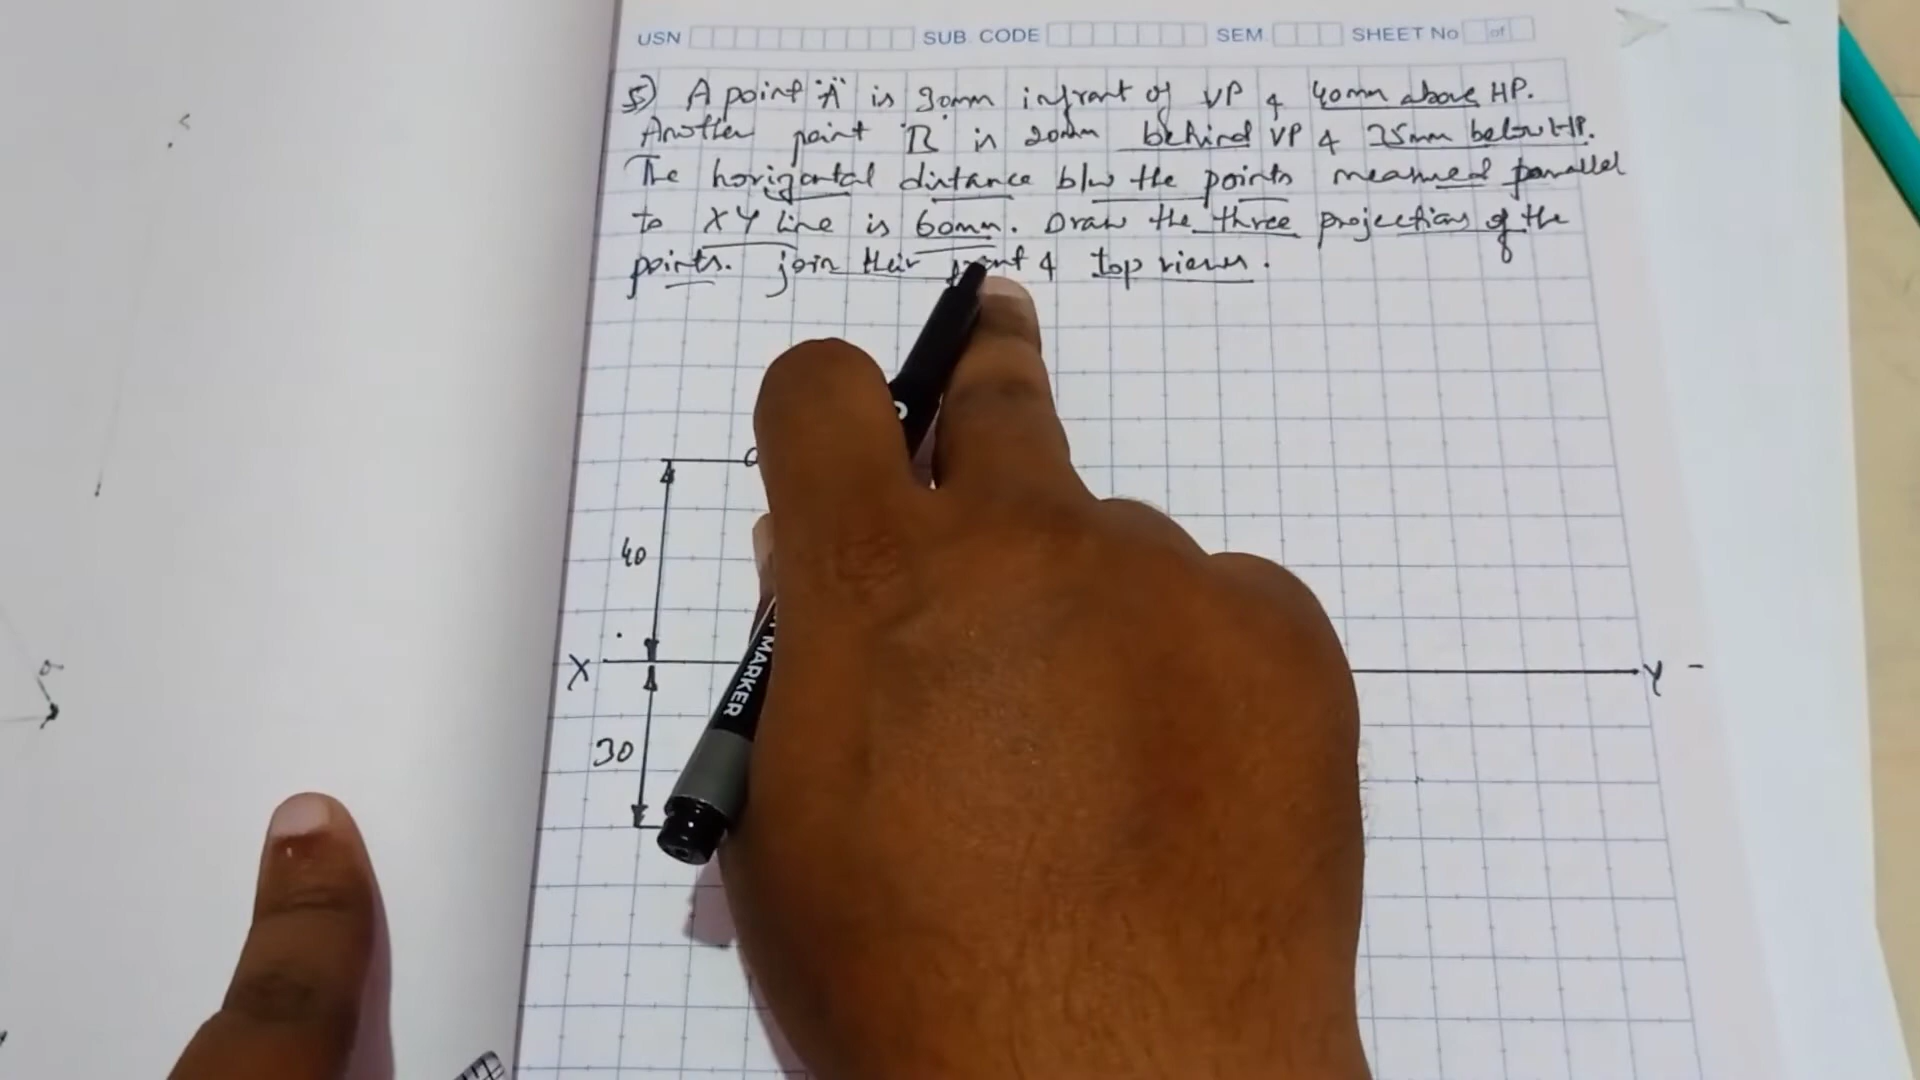 USN SUB. CODE SEM SHEET No of
5) A point "A" is 30mm infront of VP & 40mm above HP.
Another point "B" is 20mm behind VP & 25mm below HP.
The horizontal distance b/w the points measured parallel
to XY line is 60mm. Draw the three projections of the
points. join their front & top views.
40
X Y
MARKER
30